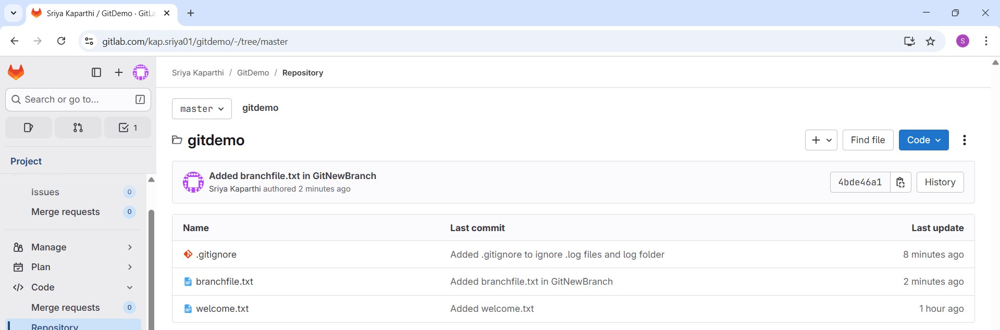 Sriya Kaparthi / GitDemo · GitLa
gitlab.com/kap.sriya01/gitdemo/-/tree/master
S
Sriya Kaparthi / GitDemo / Repository
Search or go to... /
1
master
gitdemo
gitdemo
Find file
Code
Project
Added branchfile.txt in GitNewBranch
Sriya Kaparthi authored 2 minutes ago
4bde46a1
History
Issues 0
Merge requests 0
Manage
Plan
Code
Merge requests 0
Repository
Name Last commit Last update
.gitignore Added .gitignore to ignore .log files and log folder 8 minutes ago
branchfile.txt Added branchfile.txt in GitNewBranch 2 minutes ago
welcome.txt Added welcome.txt 1 hour ago